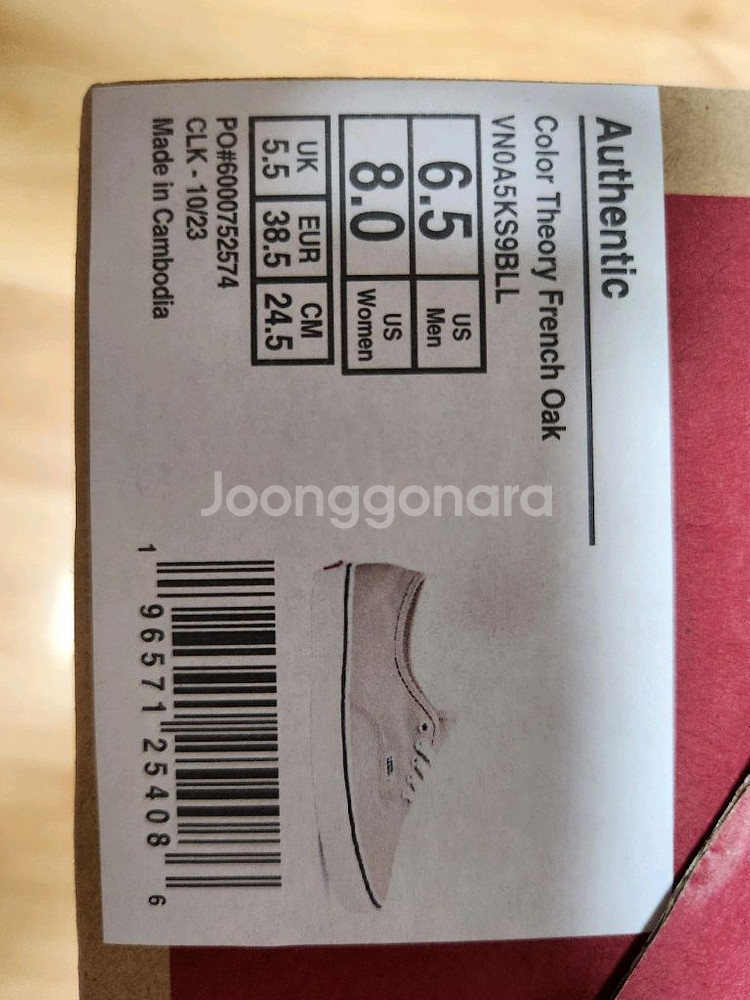 Authentic
Color Theory French Oak
VN0A5KS9BLL
6.5 US Men
8.0 US Women
UK EUR CM
5.5 38.5 24.5
PO#6000752574
CLK - 10/23
Made in Cambodia
Joonggonara
1 96571 25408 6